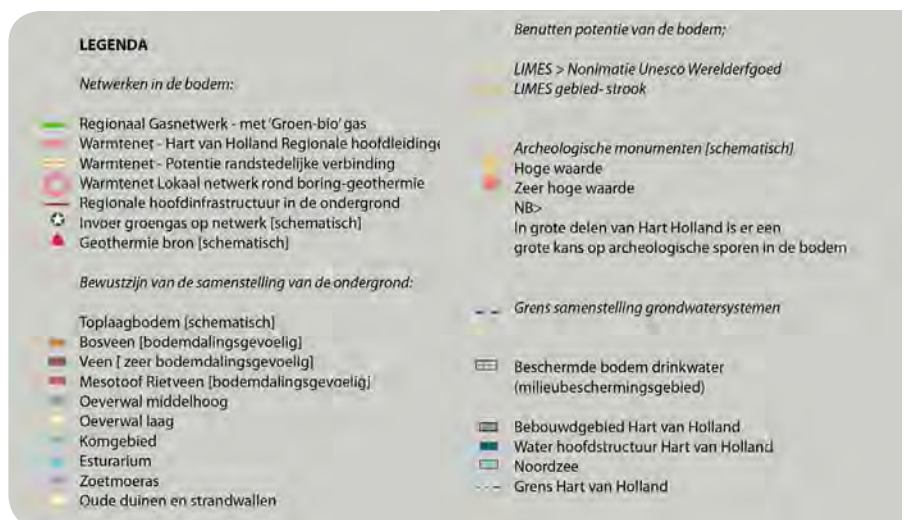 LEGENDA
Netwerken in de bodem:
Regionaal Gasnetwerk - met 'Groen-bio' gas
Warmtenet - Hart van Holland Regionale hoofdleidinge
Warmtenet - Potentie randstedelijke verbinding
Warmtenet Lokaal netwerk rond boring-geothermie
Regionale hoofdinfrastructuur in de ondergrond
Invoer groengas op netwerk [schematisch]
Geothermie bron [schematisch]
Bewustzijn van de samenstelling van de ondergrond:
Toplaagbodem [schematisch]
Bosveen [bodemdalingsgevoelig]
Veen [ zeer bodemdalingsgevoelig]
Mesotoof Rietveen [bodemdalingsgevoelig]
Oeverwal middelhoog
Oeverwal laag
Komgebied
Esturarium
Zoetmoeras
Oude duinen en strandwallen
Benutten potentie van de bodem;
LIMES > Nonimatie Unesco Werelderfgoed
LIMES gebied- strook
Archeologische monumenten [schematisch]
Hoge waarde
Zeer hoge waarde
NB>
In grote delen van Hart Holland is er een
grote kans op archeologische sporen in de bodem
Grens samenstelling grondwatersystemen
Beschermde bodem drinkwater
(milieubeschermingsgebied)
Bebouwdgebied Hart van Holland
Water hoofdstructuur Hart van Holland
Noordzee
Grens Hart van Holland